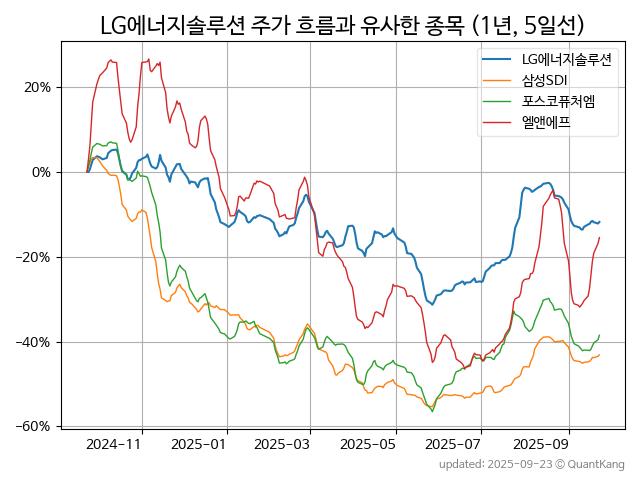 LG에너지솔루션 주가 흐름과 유사한 종목 (1년, 5일선)
LG에너지솔루션
삼성SDI
포스코퓨처엠
엘앤에프
20%
0%
−20%
−40%
−60%
2024-11 2025-01 2025-03 2025-05 2025-07 2025-09
updated: 2025-09-23 © QuantKang